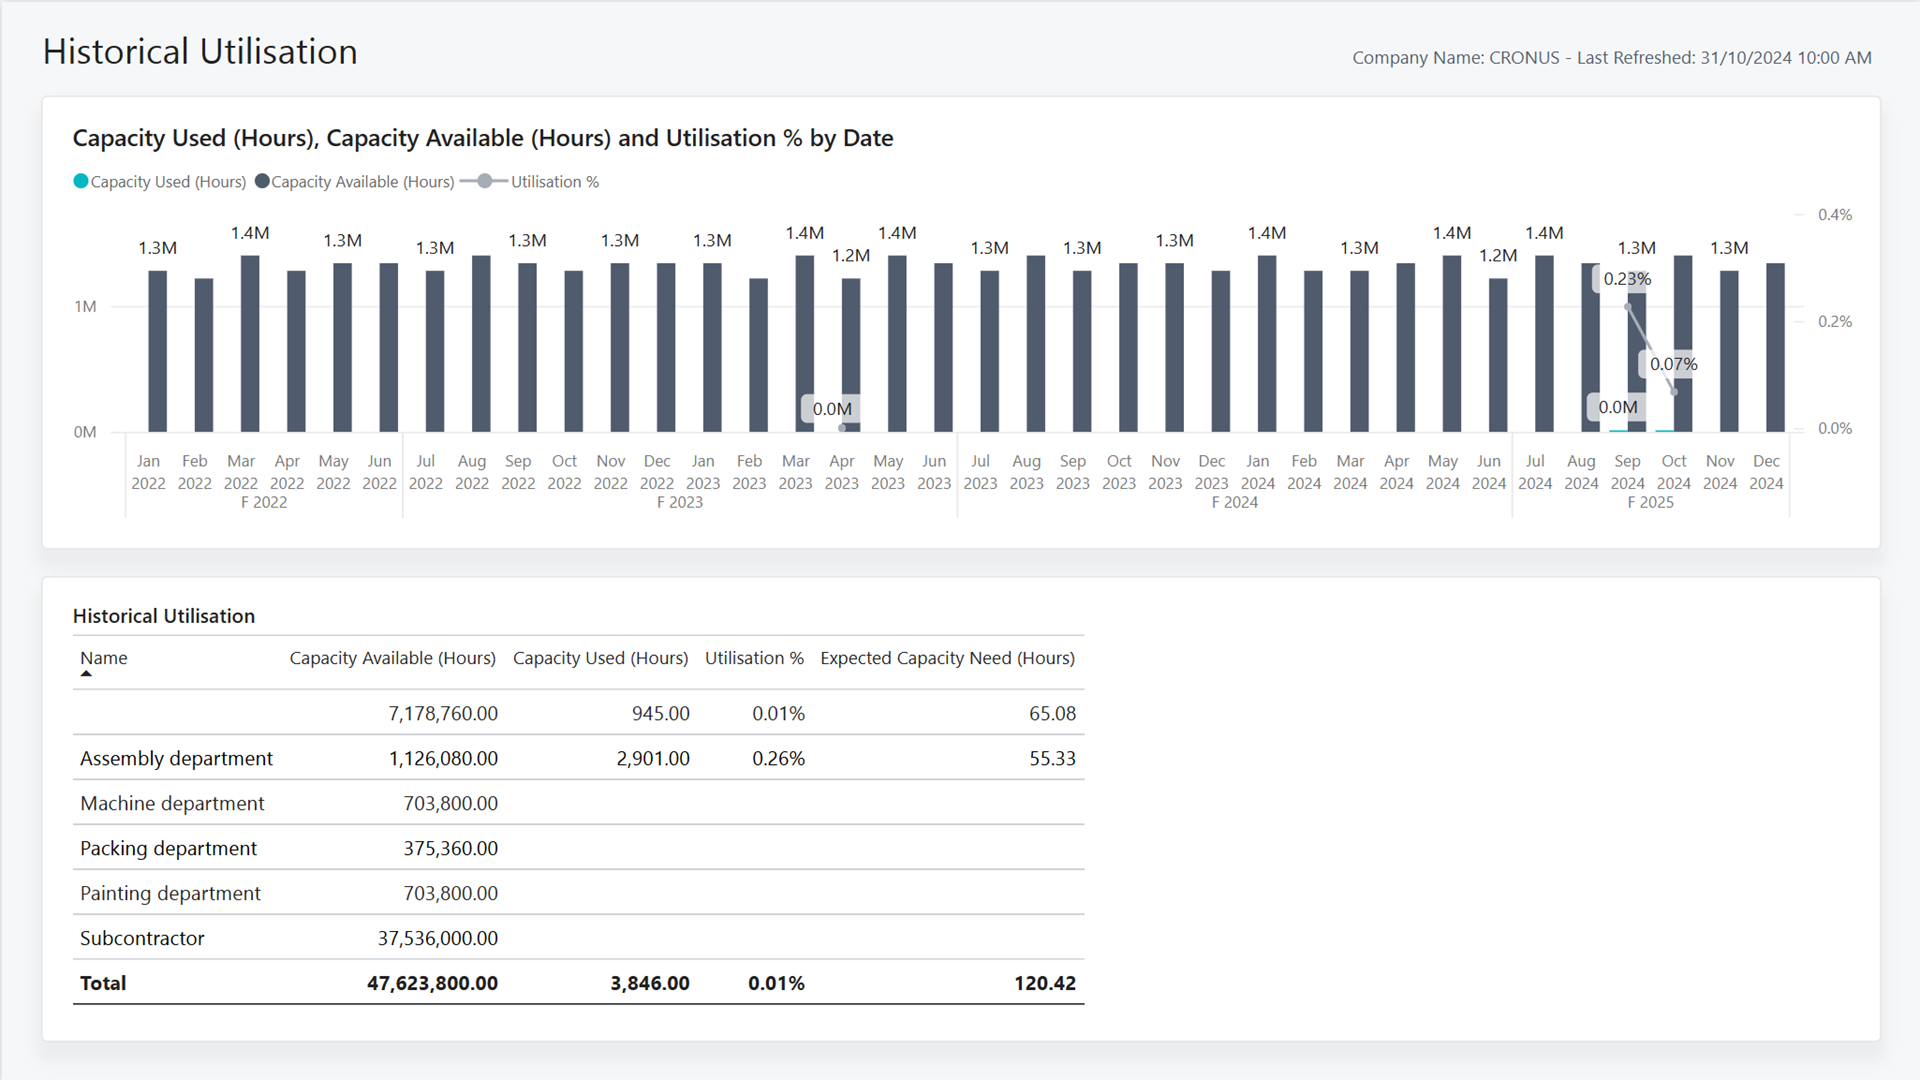 Historical Utilisation
Company Name: CRONUS - Last Refreshed: 31/10/2024 10:00 AM
Capacity Used (Hours), Capacity Available (Hours) and Utilisation % by Date
Capacity Used (Hours) Capacity Available (Hours) Utilisation %
0.4%
1.4M 1.4M 1.4M 1.4M 1.4M 1.4M
1.3M 1.3M 1.3M 1.3M 1.3M
1.3M 1.3M 1.3M 1.3M 1.3M 1.3M 1.3M
1.2M 1.2M
0.23%
1M
0.2%
0.07%
0.0M 0.0M
0M
0.0%
Jan Feb Mar Apr May Jun Jul Aug Sep Oct Nov Dec Jan Feb Mar Apr May Jun Jul Aug Sep Oct Nov Dec Jan Feb Mar Apr May Jun Jul Aug Sep Oct Nov Dec
2022 2022 2022 2022 2022 2022 2022 2022 2022 2022 2022 2022 2023 2023 2023 2023 2023 2023 2023 2023 2023 2023 2023 2023 2024 2024 2024 2024 2024 2024 2024 2024 2024 2024 2024 2024
F 2022 F 2023 F 2024 F 2025
Historical Utilisation
Name Capacity Available (Hours) Capacity Used (Hours) Utilisation % Expected Capacity Need (Hours)
7,178,760.00 945.00 0.01% 65.08
Assembly department 1,126,080.00 2,901.00 0.26% 55.33
Machine department 703,800.00
Packing department 375,360.00
Painting department 703,800.00
Subcontractor 37,536,000.00
Total 47,623,800.00 3,846.00 0.01% 120.42